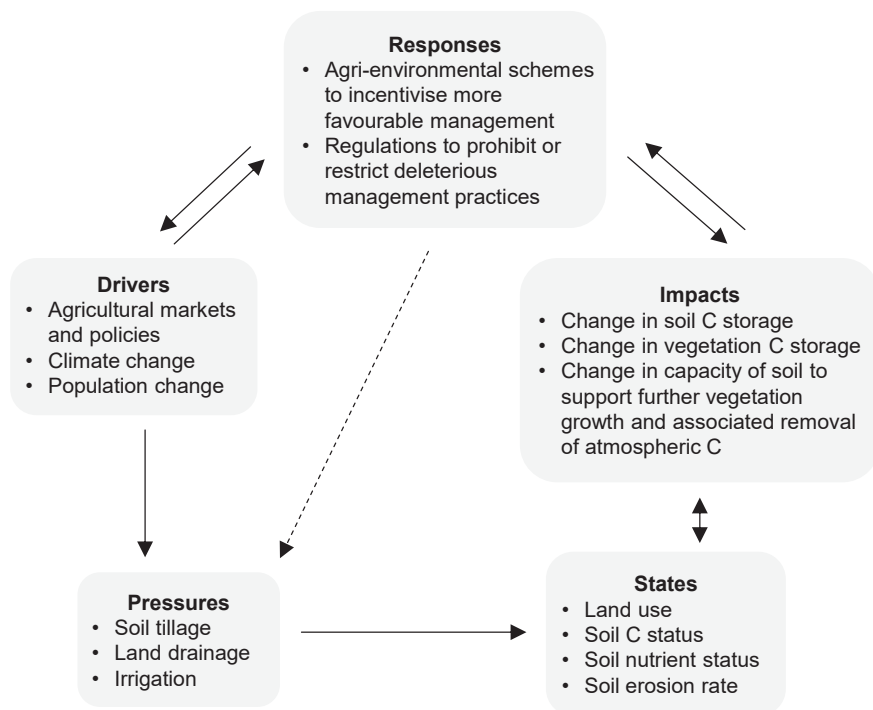 Responses
• Agri-environmental schemes
to incentivise more
favourable management
• Regulations to prohibit or
restrict deleterious
management practices
Drivers
• Agricultural markets
and policies
• Climate change
• Population change
Impacts
• Change in soil C storage
• Change in vegetation C storage
• Change in capacity of soil to
support further vegetation
growth and associated removal
of atmospheric C
Pressures
• Soil tillage
• Land drainage
• Irrigation
States
• Land use
• Soil C status
• Soil nutrient status
• Soil erosion rate